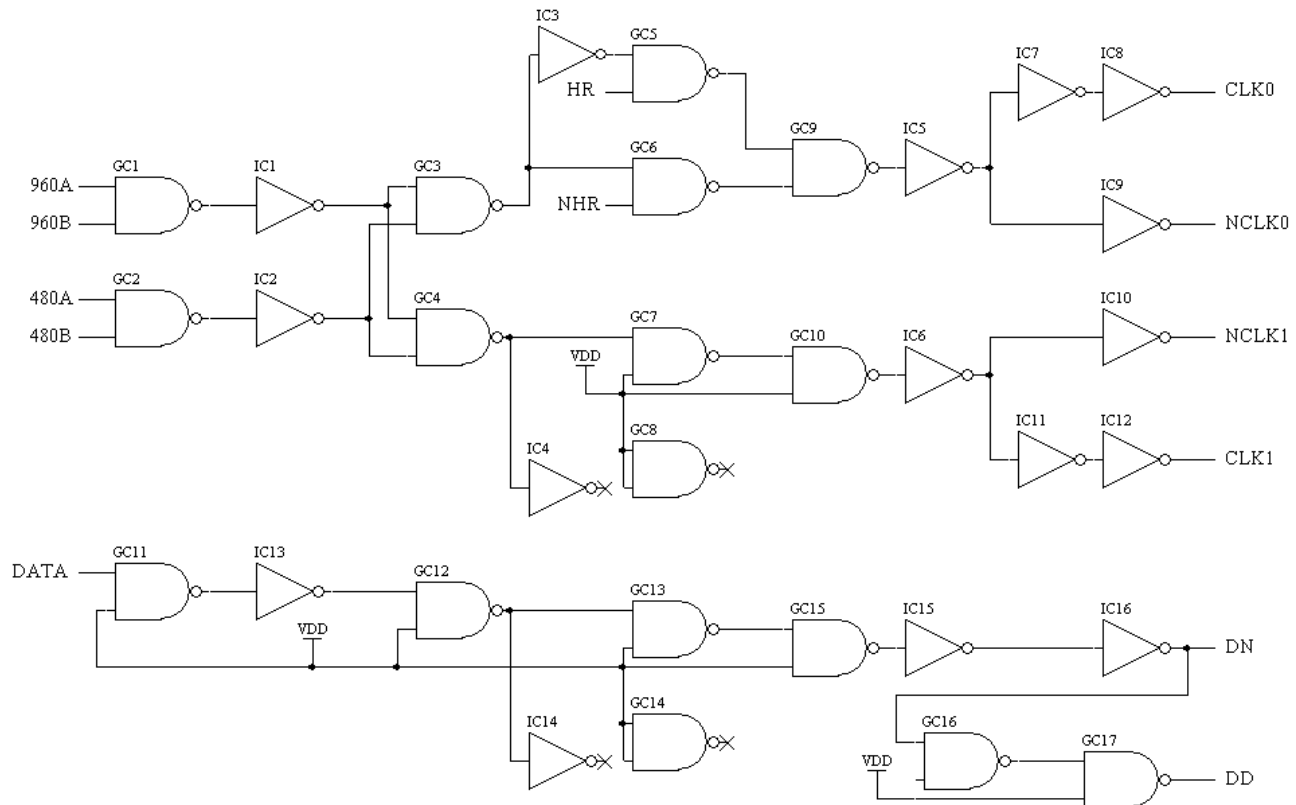 IC3
GC5
HR
IC7
IC8
CLK0
GC1
IC1
GC3
GC6
GC9
IC5
960A
960B
NHR
IC9
NCLK0
GC2
IC2
GC4
480A
480B
GC7
VDD
GC10
IC6
IC10
NCLK1
GC8
IC4
IC11
IC12
CLK1
DATA
GC11
IC13
GC12
GC13
GC15
IC15
IC16
VDD
DN
GC14
IC14
GC16
GC17
VDD
DD